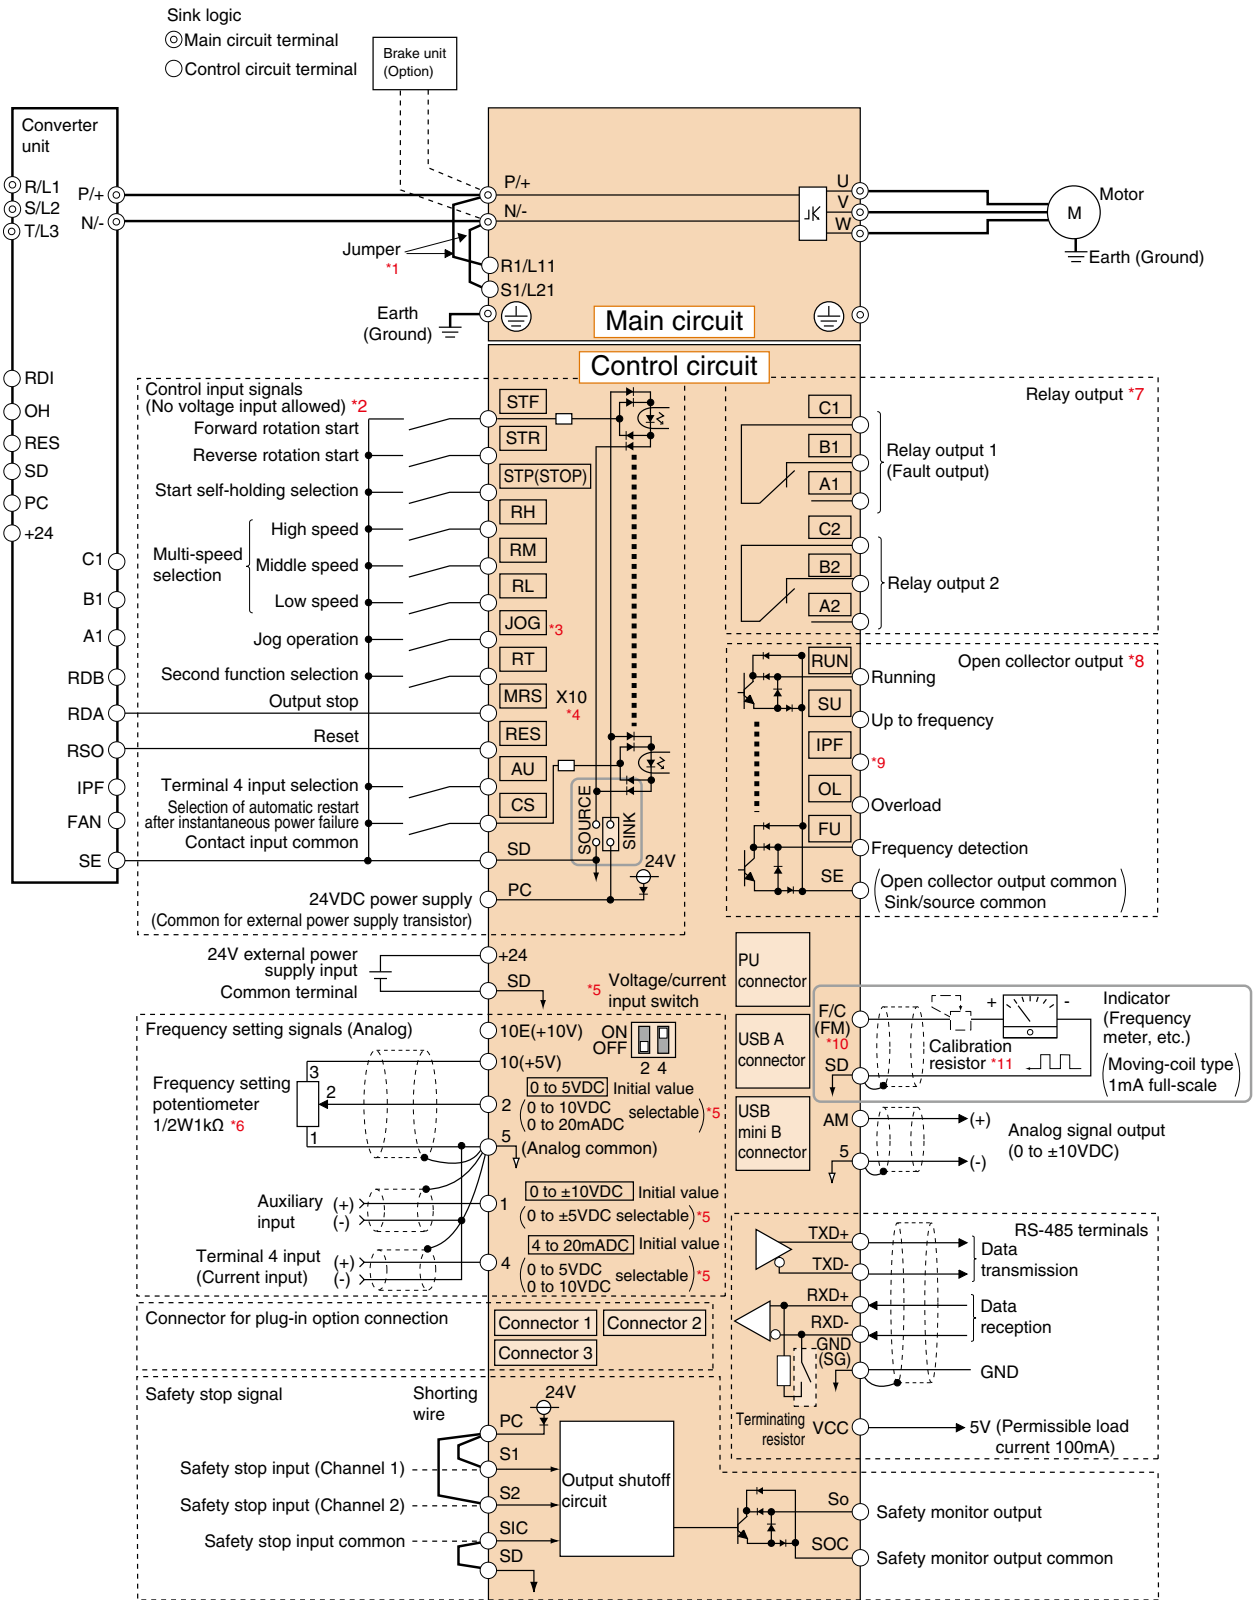 Sink logic
Main circuit terminal
Control circuit terminal
Brake unit
(Option)
Converter
unit
R/L1
S/L2
T/L3
P/+
N/-
P/+
N/-
Jumper
*1
R1/L11
S1/L21
Earth
(Ground)
Main circuit
U
V
W
M
Motor
Earth (Ground)
Control circuit
RDI
OH
RES
SD
PC
+24
C1
B1
A1
RDB
RDA
RSO
IPF
FAN
SE
Control input signals
(No voltage input allowed) *2
Forward rotation start
Reverse rotation start
Start self-holding selection
Multi-speed
selection
High speed
Middle speed
Low speed
Jog operation
Second function selection
Output stop
Reset
Terminal 4 input selection
Selection of automatic restart
after instantaneous power failure
Contact input common
24VDC power supply
(Common for external power supply transistor)
STF
STR
STP(STOP)
RH
RM
RL
JOG *3
RT
MRS X10
*4
RES
AU
CS
SD
PC
SOURCE
SINK
24V
Relay output *7
C1
B1
A1
Relay output 1
(Fault output)
C2
B2
A2
Relay output 2
Open collector output *8
RUN
Running
SU
Up to frequency
IPF
*9
OL
Overload
FU
Frequency detection
SE
Open collector output common
Sink/source common
24V external power
supply input
Common terminal
+24
SD
*5 Voltage/current
input switch
PU
connector
USB A
connector
USB
mini B
connector
F/C
(FM)
*10
SD
+
-
Indicator
(Frequency
meter, etc.)
Calibration
resistor *11
(Moving-coil type
1mA full-scale)
AM
5
(+)
(-)
Analog signal output
(0 to ±10VDC)
Frequency setting signals (Analog)
Frequency setting
potentiometer
1/2W1kΩ *6
3
2
1
10E(+10V)
ON
OFF
2 4
10(+5V)
2
0 to 5VDC Initial value
(0 to 10VDC
0 to 20mADC selectable) *5
5
(Analog common)
Auxiliary
input
(+)
(-)
1
0 to ±10VDC Initial value
(0 to ±5VDC selectable) *5
Terminal 4 input
(Current input)
(+)
(-)
4
4 to 20mADC Initial value
(0 to 5VDC
0 to 10VDC selectable) *5
RS-485 terminals
TXD+
TXD-
Data
transmission
RXD+
RXD-
Data
reception
GND
(SG)
GND
Terminating
resistor
VCC
5V (Permissible load
current 100mA)
Connector for plug-in option connection
Connector 1
Connector 2
Connector 3
Safety stop signal
Shorting
wire
24V
PC
S1
S2
SIC
SD
Safety stop input (Channel 1)
Safety stop input (Channel 2)
Safety stop input common
Output shutoff
circuit
So
Safety monitor output
SOC
Safety monitor output common